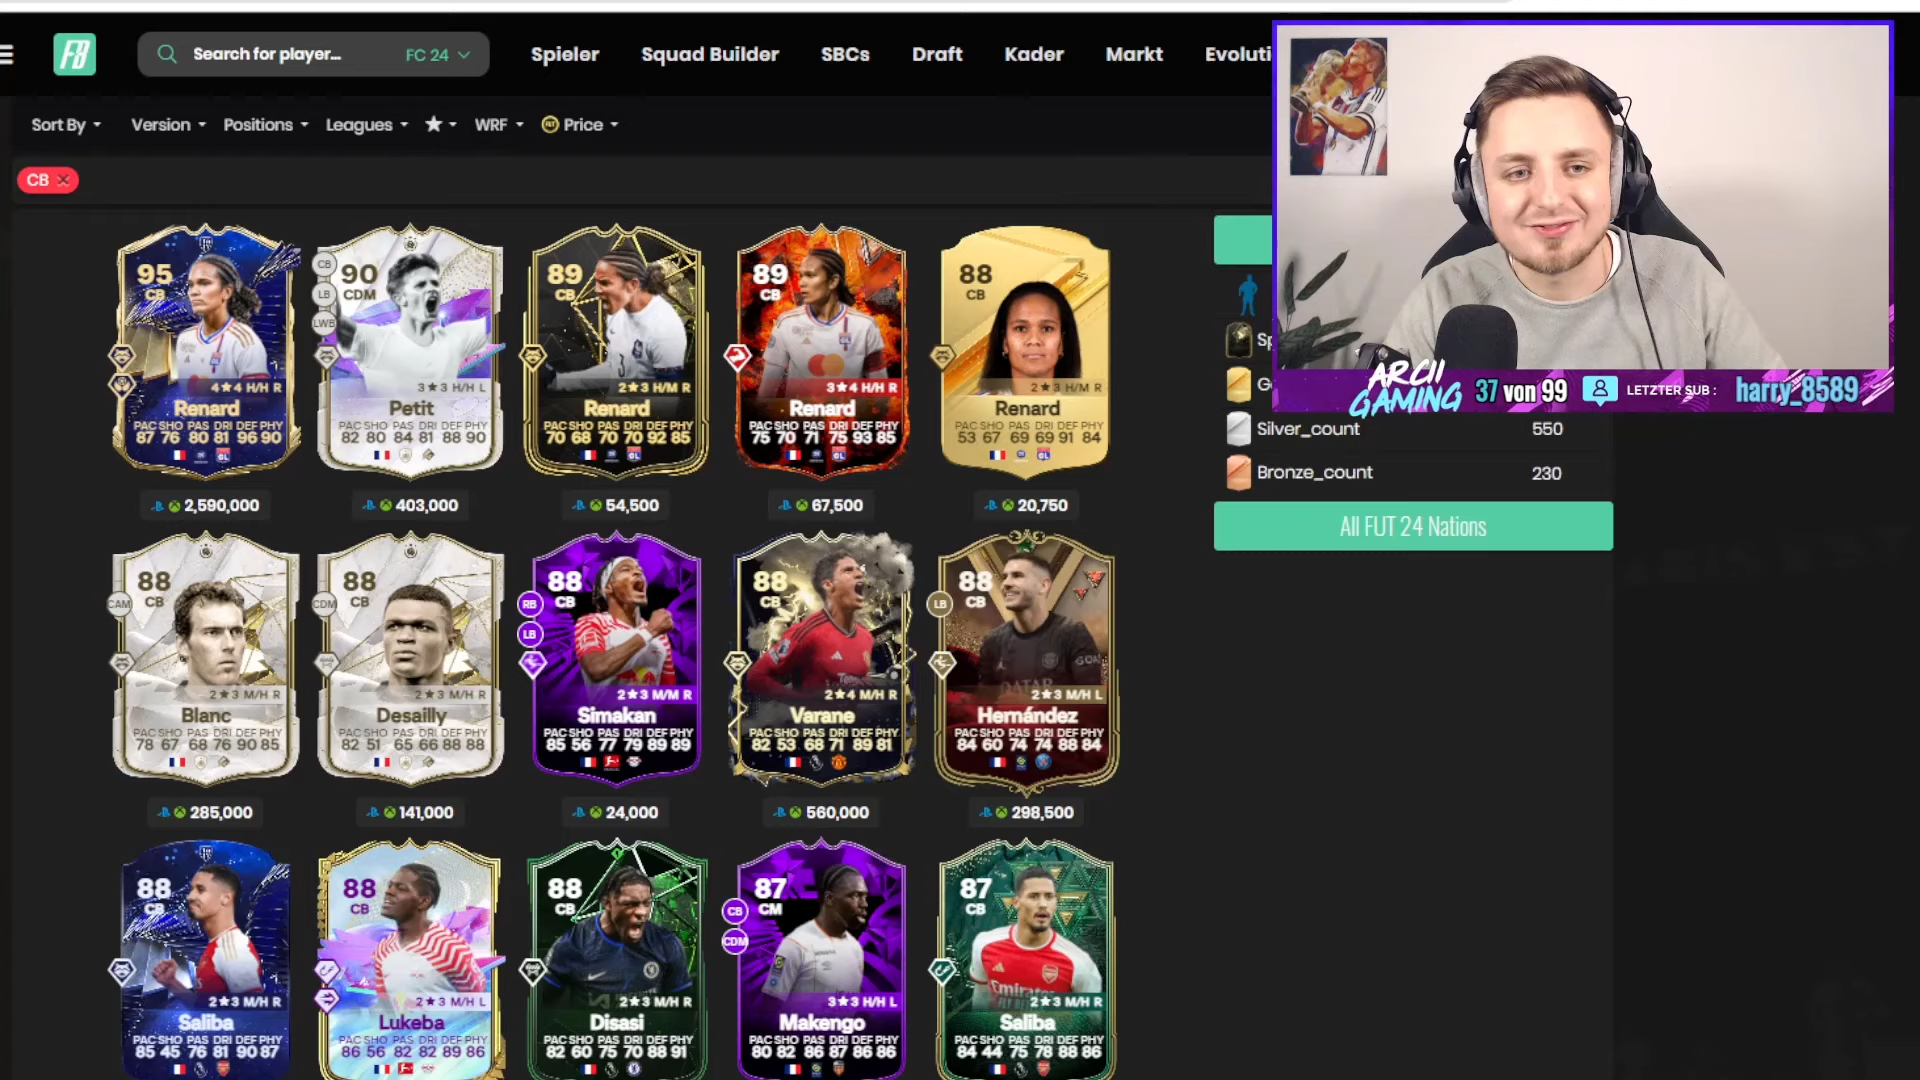 Search for player... FC 24 Spieler Squad Builder SBCs Draft Kader Markt Evoluti
Sort By Version Positions Leagues WRF Price
CB
95 CB 4★4 H/H R Renard PAC SHO PAS DRI DEF PHY 87 76 80 81 96 90
CB LB LWB 90 CDM 3★3 H/H L Petit PAC SHO PAS DRI DEF PHY 82 80 84 81 88 90
89 CB 2★3 H/M R Renard PAC SHO PAS DRI DEF PHY 70 68 70 70 92 85
89 CB 3★4 H/H R Renard PAC SHO PAS DRI DEF PHY 75 70 71 75 93 85
88 CB 2★3 H/M R Renard PAC SHO PAS DRI DEF PHY 53 67 69 69 91 84
2,590,000 403,000 54,500 67,500 20,750
CAM 88 CB 2★3 M/H R Blanc PAC SHO PAS DRI DEF PHY 78 67 68 76 90 85
CDM 88 CB 2★3 M/H R Desailly PAC SHO PAS DRI DEF PHY 82 51 65 66 88 88
RB LB 88 CB 2★3 M/M R Simakan PAC SHO PAS DRI DEF PHY 85 56 77 79 89 89
88 CB 2★4 M/H R Varane PAC SHO PAS DRI DEF PHY 82 53 68 71 89 81
LB 88 CB 2★3 M/H L Hernández PAC SHO PAS DRI DEF PHY 84 60 74 74 88 84
285,000 141,000 24,000 560,000 298,500
88 CB 2★3 M/H R Saliba PAC SHO PAS DRI DEF PHY 85 45 76 81 90 87
88 CB 2★3 M/H L Lukeba PAC SHO PAS DRI DEF PHY 86 56 82 82 89 86
88 CB 2★3 M/H R Disasi PAC SHO PAS DRI DEF PHY 82 60 75 70 88 91
CB CDM 87 CM 3★3 H/H L Makengo PAC SHO PAS DRI DEF PHY 80 82 86 87 86 86
87 CB 2★3 M/H R Saliba PAC SHO PAS DRI DEF PHY 84 44 75 78 88 86
ARCII GAMING 37 von 99 LETZTER SUB : harry_8589
Silver_count 550
Bronze_count 230
All FUT 24 Nations